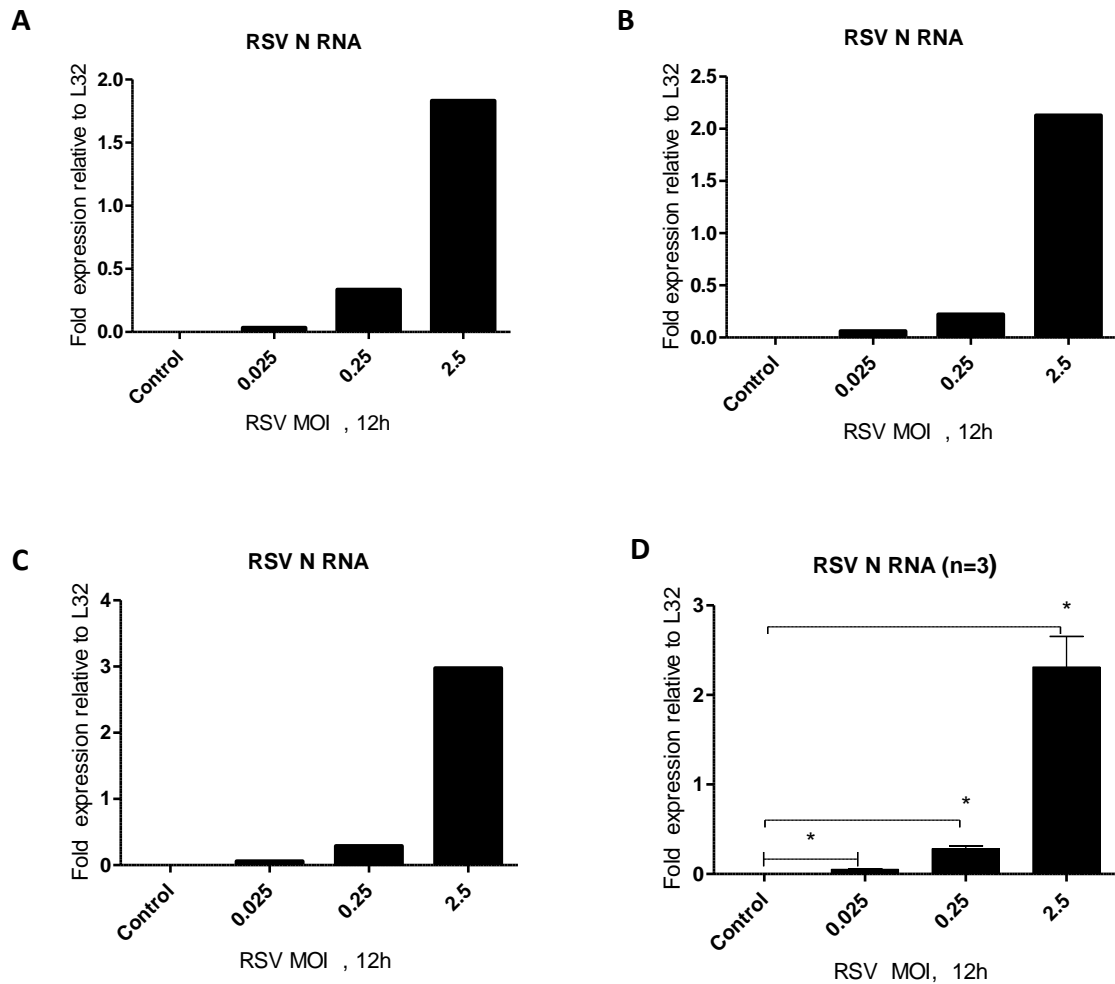 A
RSV N RNA
Fold expression relative to L32
2.0
1.5
1.0
0.5
0.0
Control
0.025
0.25
2.5
RSV MOI , 12h
B
RSV N RNA
Fold expression relative to L32
2.5
2.0
1.5
1.0
0.5
0.0
Control
0.025
0.25
2.5
RSV MOI , 12h
C
RSV N RNA
Fold expression relative to L32
4
3
2
1
0
Control
0.025
0.25
2.5
RSV MOI , 12h
D
RSV N RNA (n=3)
Fold expression relative to L32
3
2
1
0
*
*
*
Control
0.025
0.25
2.5
RSV MOI, 12h